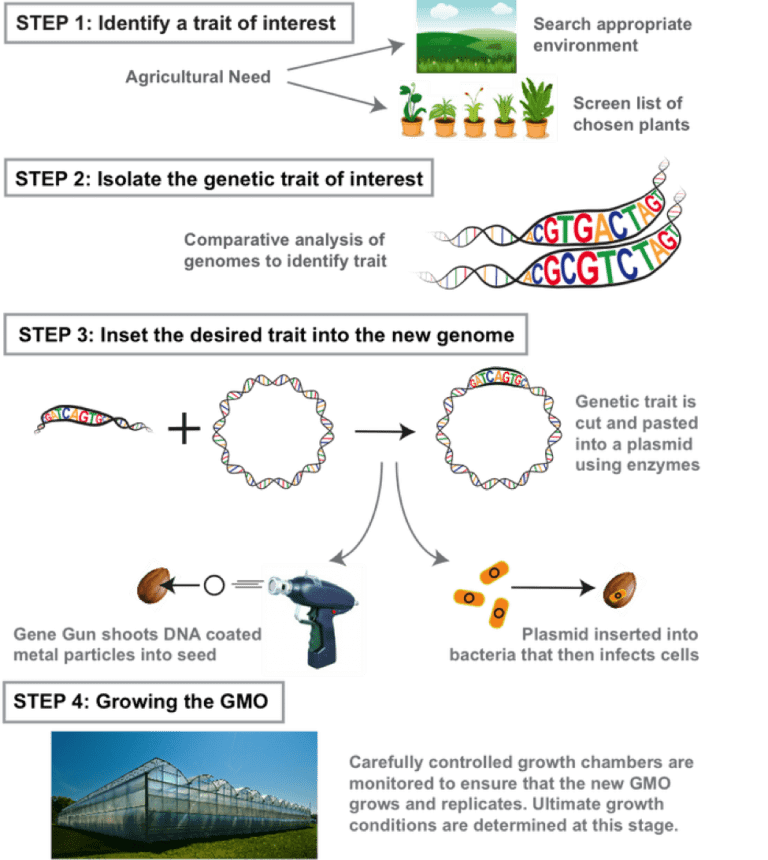 STEP 1: Identify a trait of interest
Agricultural Need
Search appropriate
environment
Screen list of
chosen plants
STEP 2: Isolate the genetic trait of interest
Comparative analysis of
genomes to identify trait
ACGTGACTAGT
ACGCGTCTAGT
STEP 3: Inset the desired trait into the new genome
GATCAGTG
+
GATCAGTGC
Genetic trait is
cut and pasted
into a plasmid
using enzymes
Gene Gun shoots DNA coated
metal particles into seed
Plasmid inserted into
bacteria that then infects cells
STEP 4: Growing the GMO
Carefully controlled growth chambers are
monitored to ensure that the new GMO
grows and replicates. Ultimate growth
conditions are determined at this stage.